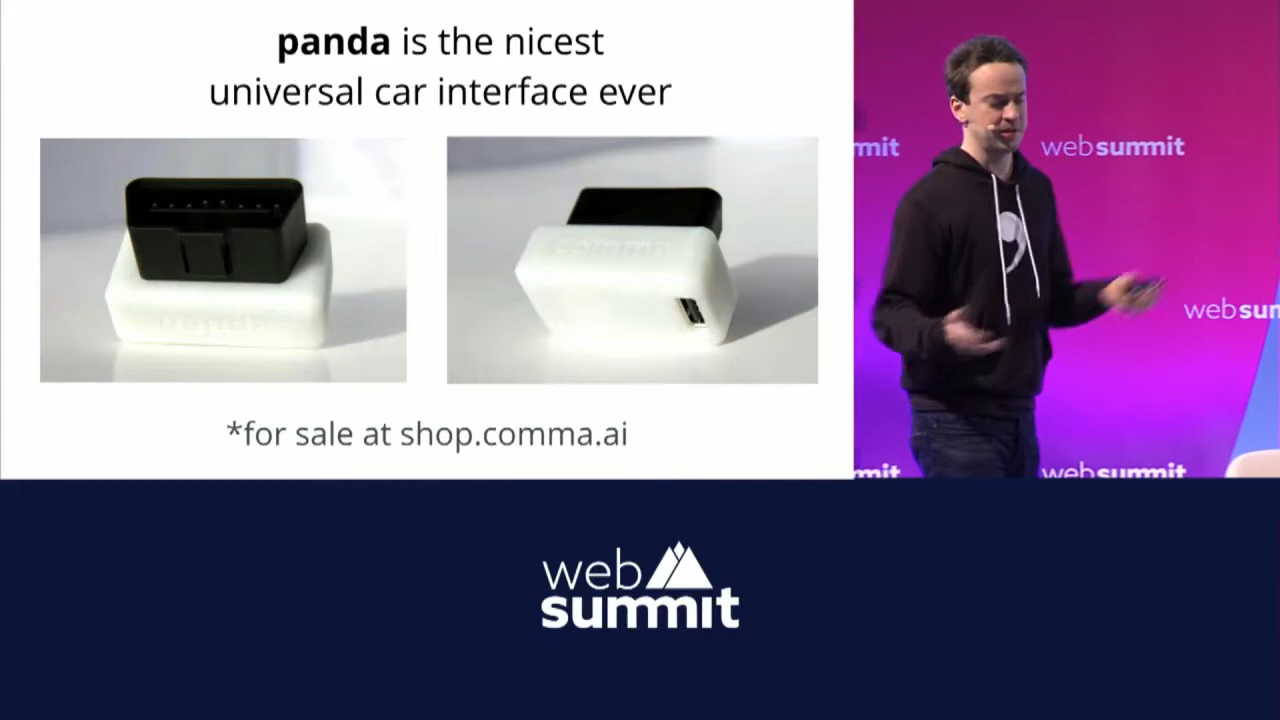 panda is the nicest
universal car interface ever
*for sale at shop.comma.ai
mit
websummit
websum
mit
websummit
web
summit